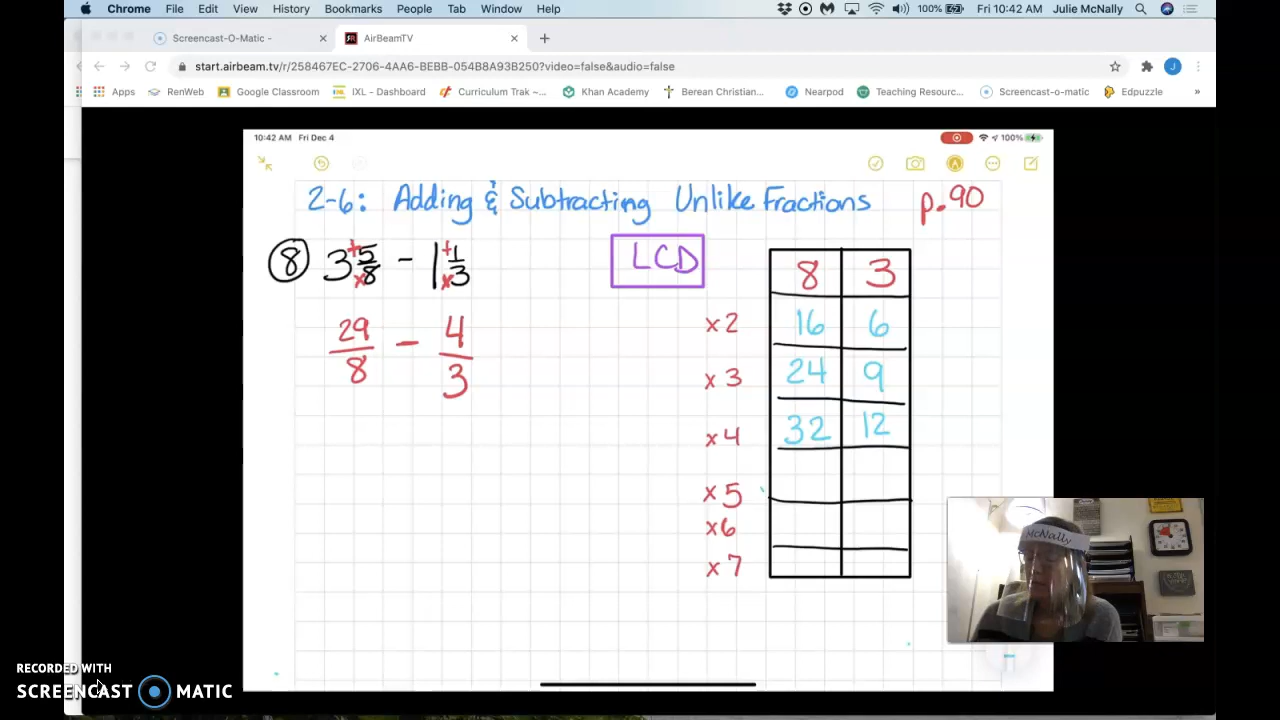 Chrome File Edit View History Bookmarks People Tab Window Help 100% Fri 10:42 AM Julie McNally
Screencast-O-Matic - × AirBeamTV × +
start.airbeam.tv/r/258467EC-2706-4AA6-BEBB-054B8A93B250?video=false&audio=false J
Apps RenWeb Google Classroom IXL - Dashboard Curriculum Trak ~... Khan Academy Berean Christian... Nearpod Teaching Resourc... Screencast-o-matic Edpuzzle »
10:42 AM Fri Dec 4 100%
2-6: Adding & Subtracting Unlike Fractions p. 90
8 3 5/8 - 1 1/3 LCD 8 3
+ +
x x
29/8 - 4/3
x2 16 6
x3 24 9
x4 32 12
x5
x6
x7
McNally
RECORDED WITH
SCREENCAST O MATIC